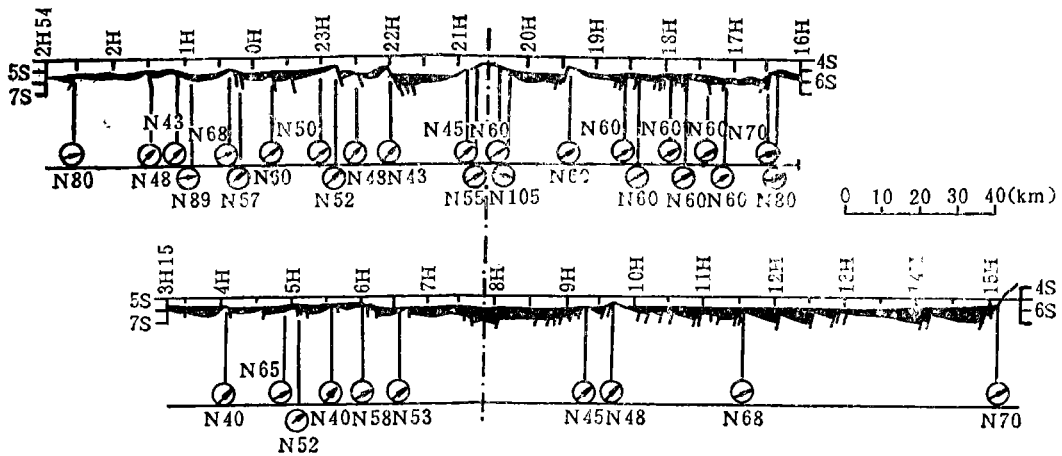 2H54 2H 1H 0H 23H 22H 21H 20H 19H 18H 17H 16H
5S 4S
7S 6S
N43 N68 N50 N45 N60 N60 N60 N60 N70
N80 N48 N60 N48 N43 N60
N89 N57 N52 N55 N105 N60 N60 N60 N80
0 10 20 30 40(km)
3H15 4H 5H 6H 7H 8H 9H 10H 11H 12H 13H 14H 15H
5S 4S
7S 6S
N65
N40 N40 N58 N53 N45 N48 N68 N70
N52